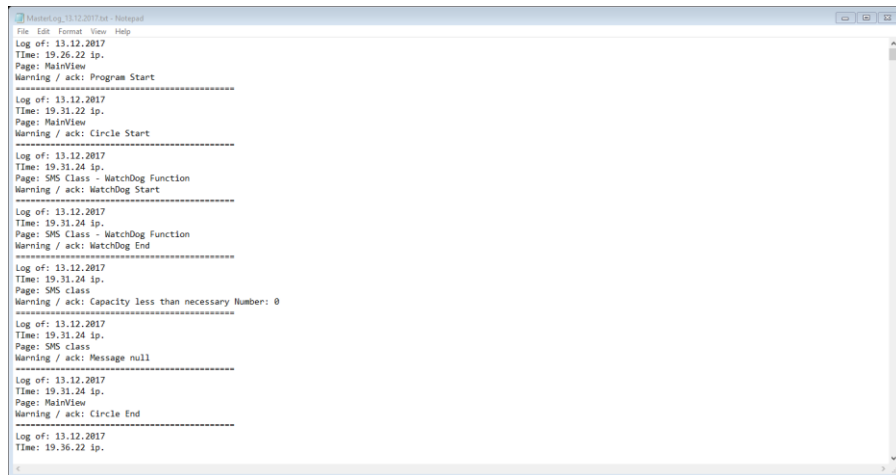 MasterLog_13.12.2017.txt - Notepad
File Edit Format View Help
Log of: 13.12.2017
TIme: 19.26.22 ip.
Page: MainView
Warning / ack: Program Start
=============================================
Log of: 13.12.2017
TIme: 19.31.22 ip.
Page: MainView
Warning / ack: Circle Start
=============================================
Log of: 13.12.2017
TIme: 19.31.24 ip.
Page: SMS Class - WatchDog Function
Warning / ack: WatchDog Start
=============================================
Log of: 13.12.2017
TIme: 19.31.24 ip.
Page: SMS Class - WatchDog Function
Warning / ack: WatchDog End
=============================================
Log of: 13.12.2017
TIme: 19.31.24 ip.
Page: SMS class
Warning / ack: Capacity less than necessary Number: 0
=============================================
Log of: 13.12.2017
TIme: 19.31.24 ip.
Page: SMS class
Warning / ack: Message null
=============================================
Log of: 13.12.2017
TIme: 19.31.24 ip.
Page: MainView
Warning / ack: Circle End
=============================================
Log of: 13.12.2017
TIme: 19.36.22 ip.